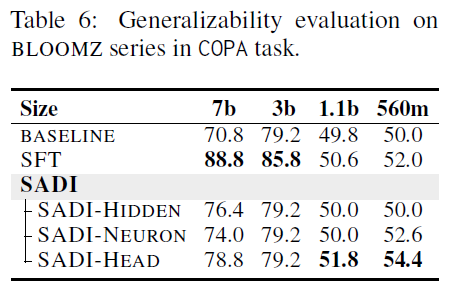 Table 6: Generalizability evaluation on
BLOOMZ series in COPA task.
Size 7b 3b 1.1b 560m
BASELINE 70.8 79.2 49.8 50.0
SFT 88.8 85.8 50.6 52.0
SADI
SADI-HIDDEN 76.4 79.2 50.0 50.0
SADI-NEURON 74.0 79.2 50.0 52.6
SADI-HEAD 78.8 79.2 51.8 54.4